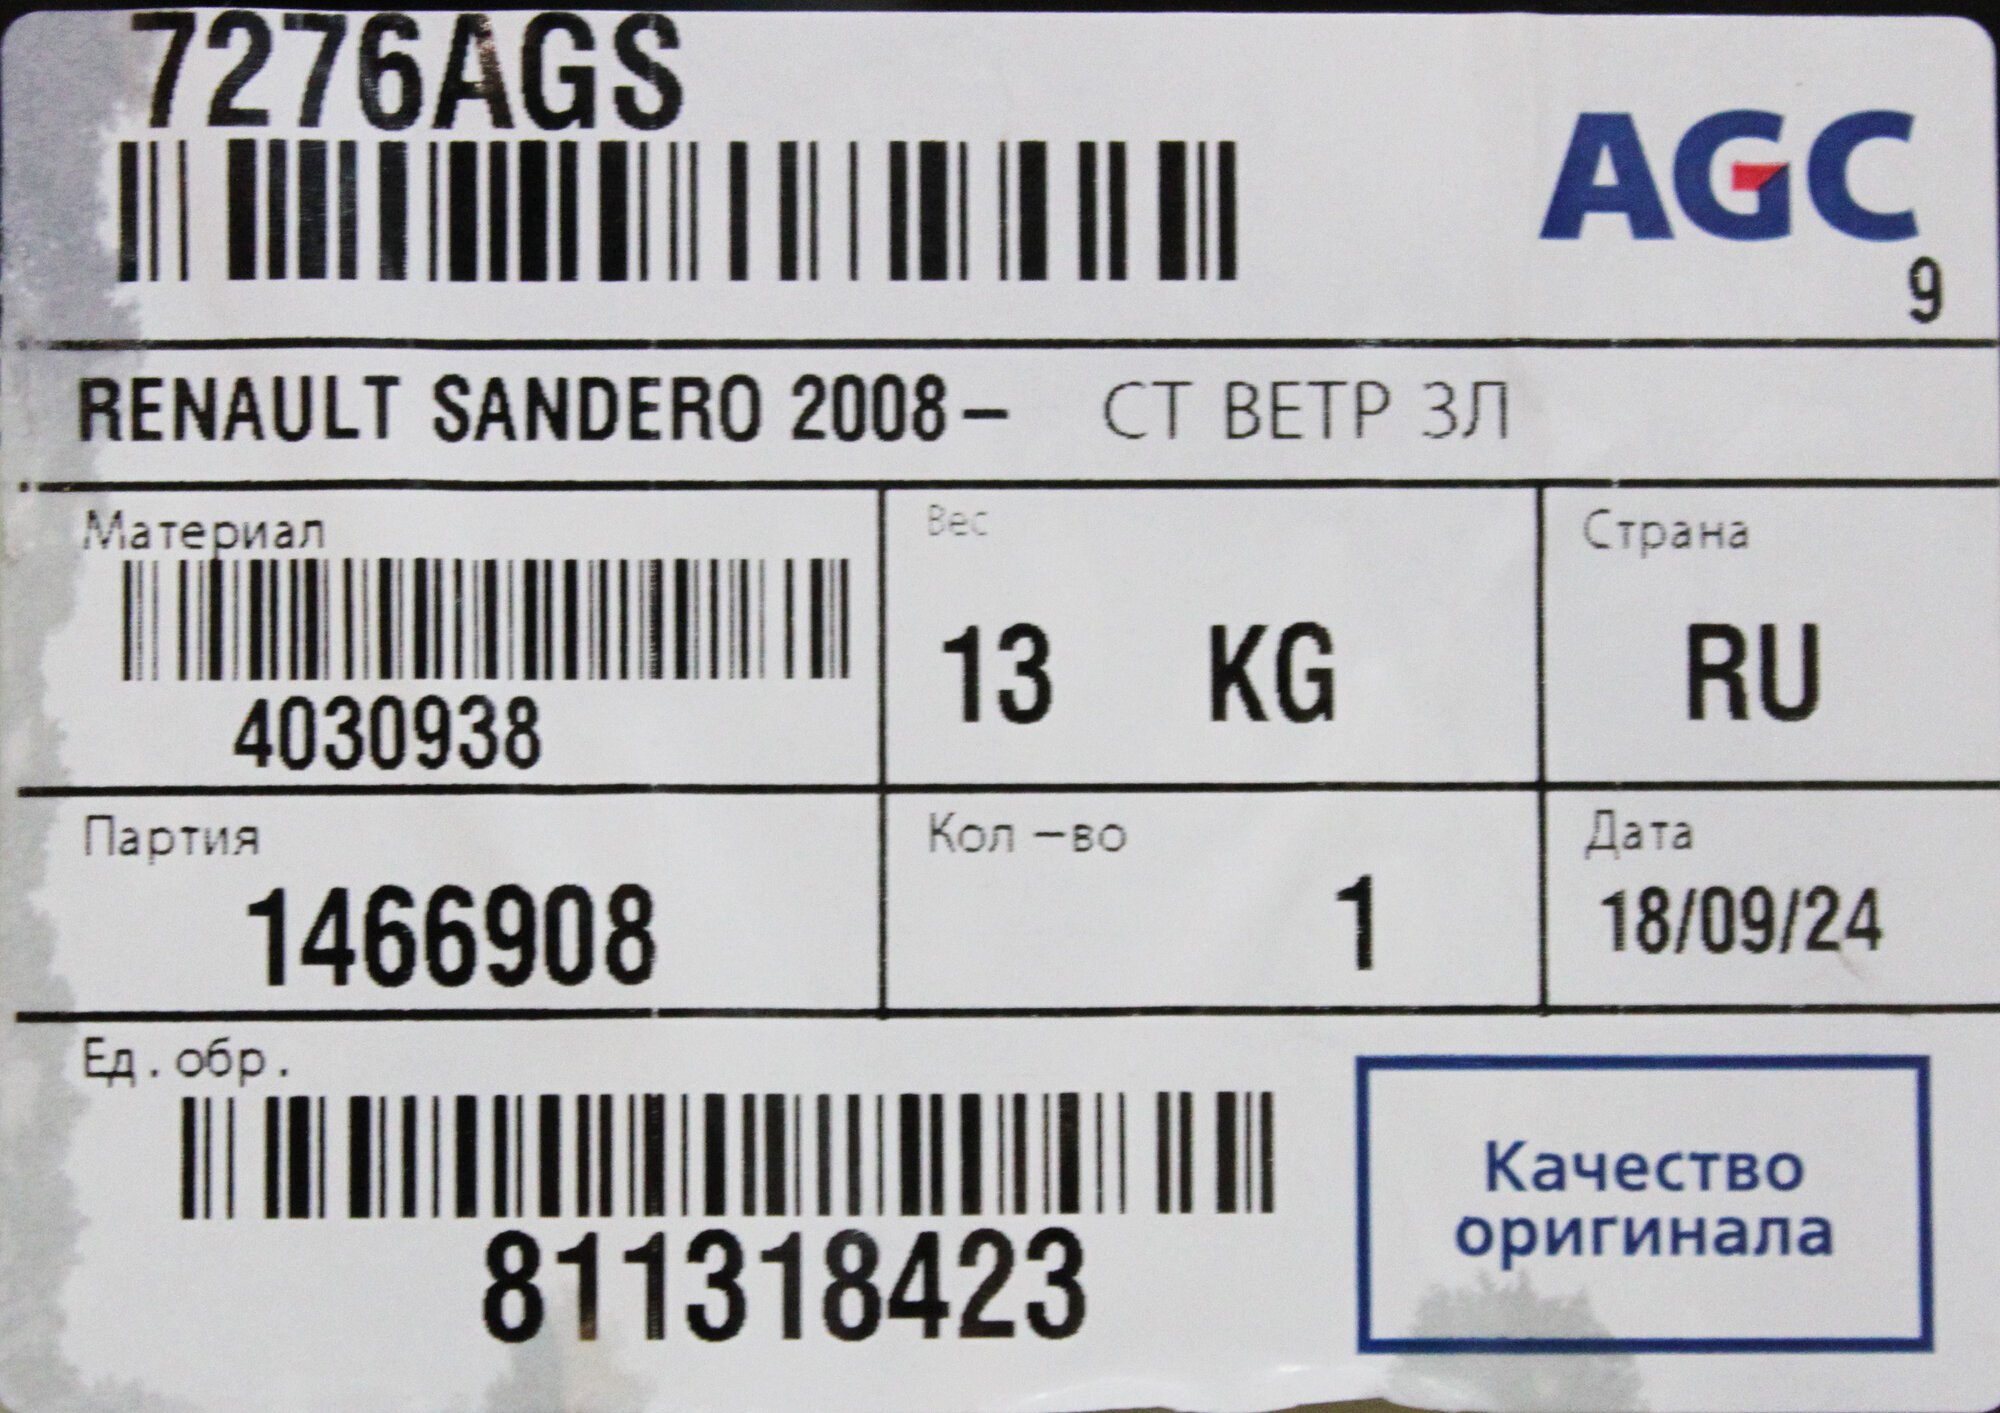 7276AGS
AGC
9
RENAULT SANDERO 2008– СТ ВЕТР ЗЛ
Материал
4030938
Вес
13 KG
Страна
RU
Партия
1466908
Кол –во
1
Дата
18/09/24
Ед. обр.
811318423
Качество
оригинала